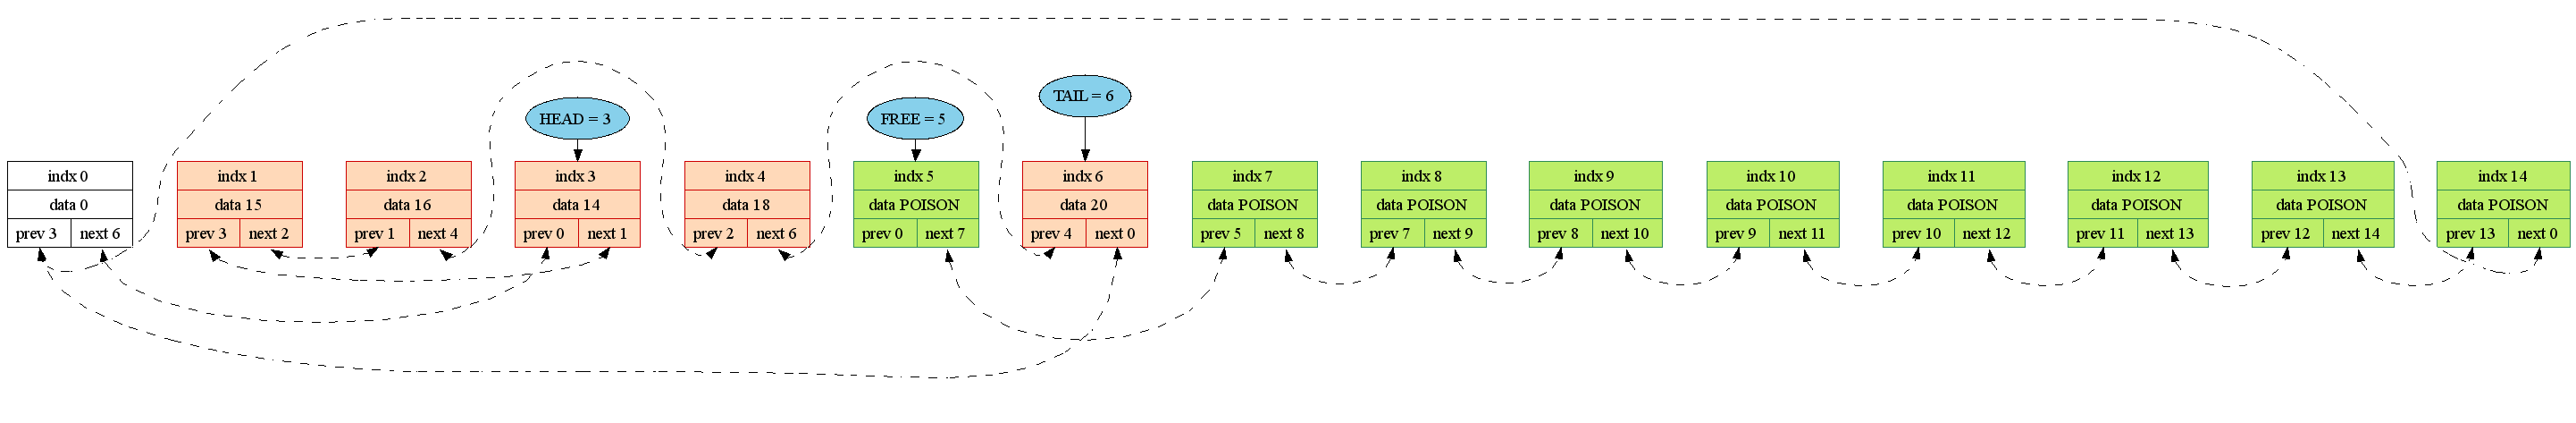 TAIL = 6
HEAD = 3
FREE = 5
indx 0
data 0
prev 3 next 6
indx 1
data 15
prev 3 next 2
indx 2
data 16
prev 1 next 4
indx 3
data 14
prev 0 next 1
indx 4
data 18
prev 2 next 6
indx 5
data POISON
prev 0 next 7
indx 6
data 20
prev 4 next 0
indx 7
data POISON
prev 5 next 8
indx 8
data POISON
prev 7 next 9
indx 9
data POISON
prev 8 next 10
indx 10
data POISON
prev 9 next 11
indx 11
data POISON
prev 10 next 12
indx 12
data POISON
prev 11 next 13
indx 13
data POISON
prev 12 next 14
indx 14
data POISON
prev 13 next 0